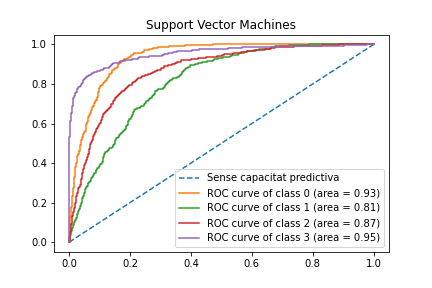 Support Vector Machines
1.0
0.8
0.6
0.4
0.2
0.0
Sense capacitat predictiva
ROC curve of class 0 (area = 0.93)
ROC curve of class 1 (area = 0.81)
ROC curve of class 2 (area = 0.87)
ROC curve of class 3 (area = 0.95)
0.0 0.2 0.4 0.6 0.8 1.0